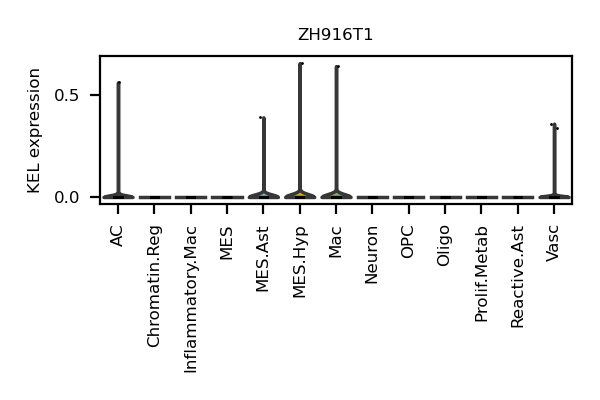 ZH916T1
KEL expression
0.5
0.0
AC
Chromatin.Reg
Inflammatory.Mac
MES
MES.Ast
MES.Hyp
Mac
Neuron
OPC
Oligo
Prolif.Metab
Reactive.Ast
Vasc